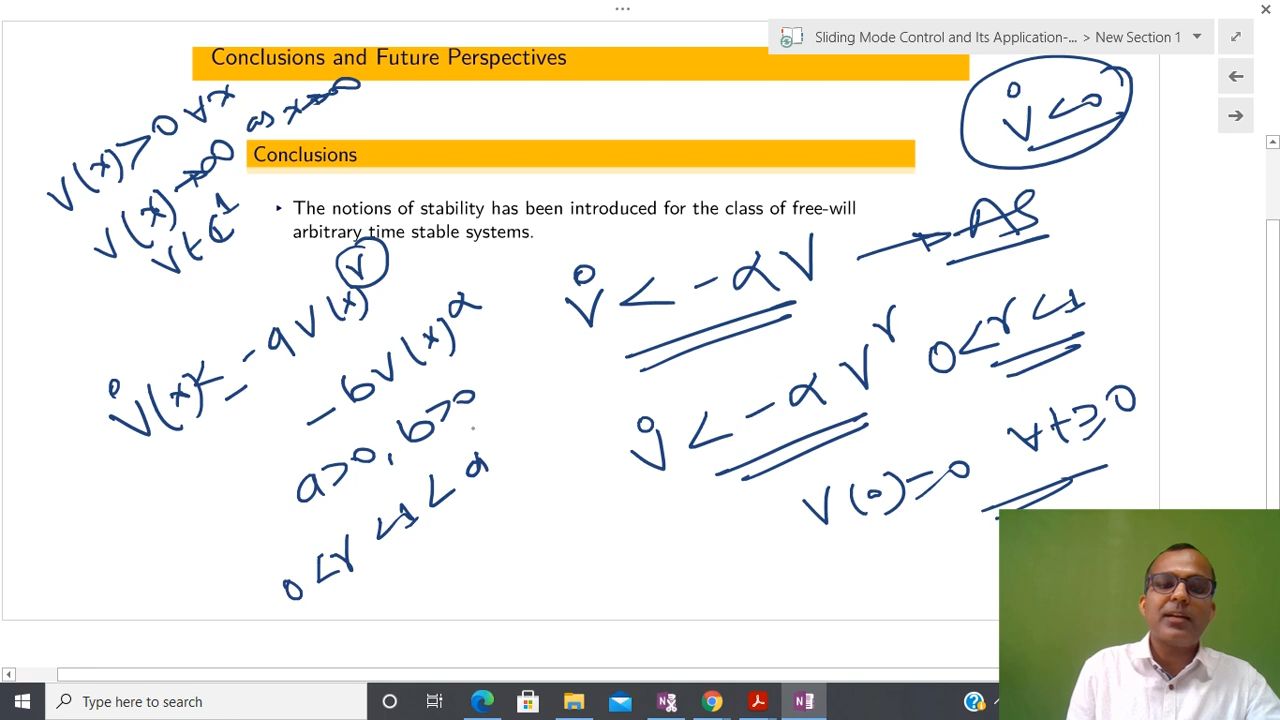 Sliding Mode Control and Its Application-... > New Section 1
Conclusions and Future Perspectives
V(x) > 0 ∀x
V(x) → ∞ as x → ∞
V ∈ C¹
V̇ < 0
Conclusions
‣ The notions of stability has been introduced for the class of free-will
arbitrary time stable systems.
V̇ < -αV → AS
V̇(x) ≤ -aV(x)^γ
-bV(x)^α
a>0, b>0
0<γ<1<α
V̇ < -αV^γ 0<γ<1
V(0)=0 ∀t≥0
Type here to search